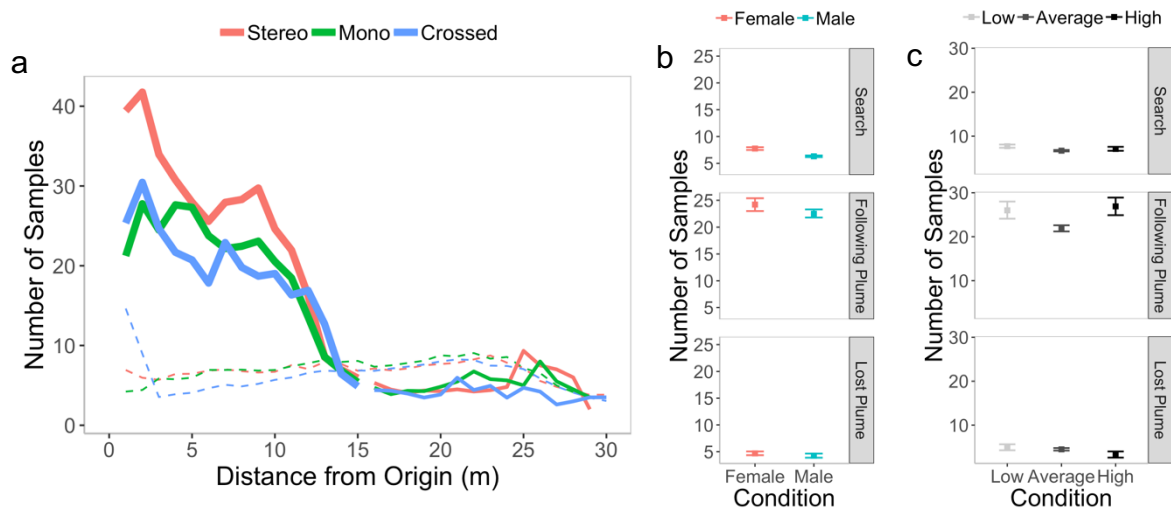 Stereo Mono Crossed
a
Number of Samples
40
30
20
10
0
0 5 10 15 20 25 30
Distance from Origin (m)
Female Male
b
Number of Samples
25
20
15
10
5
Search
25
20
15
10
5
Following Plume
25
20
15
10
5
Lost Plume
Female Male
Condition
Low Average High
c
Number of Samples
30
20
10
Search
30
20
10
Following Plume
30
20
10
Lost Plume
Low Average High
Condition